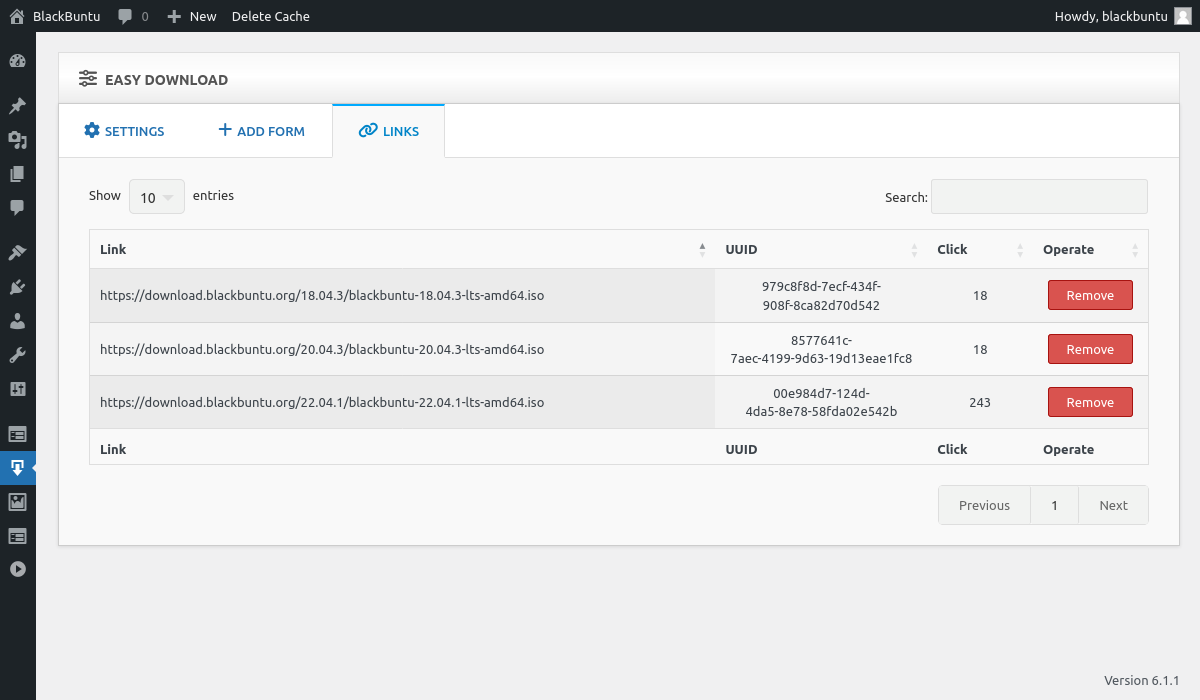 BlackBuntu 0 New Delete Cache Howdy, blackbuntu
EASY DOWNLOAD
SETTINGS ADD FORM LINKS
Show 10 entries Search:
Link UUID Click Operate
979c8f8d-7ecf-434f-
https://download.blackbuntu.org/18.04.3/blackbuntu-18.04.3-lts-amd64.iso 18 Remove
908f-8ca82d70d542
8577641c-
https://download.blackbuntu.org/20.04.3/blackbuntu-20.04.3-lts-amd64.iso 18 Remove
7aec-4199-9d63-19d13eae1fc8
00e984d7-124d-
https://download.blackbuntu.org/22.04.1/blackbuntu-22.04.1-lts-amd64.iso 243 Remove
4da5-8e78-58fda02e542b
Link UUID Click Operate
Previous 1 Next
Version 6.1.1